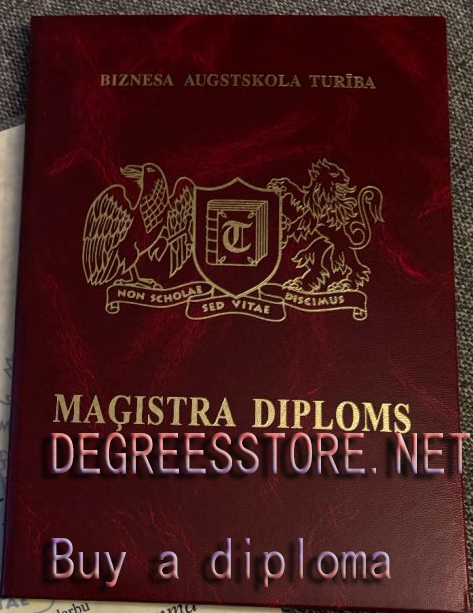 BIZNESA AUGSTSKOLA TURĪBA
T
NON SCHOLAE
SED VITAE
DISCIMUS
MAĢISTRA DIPLOMS
DEGREESSTORE.NET
Buy a diploma